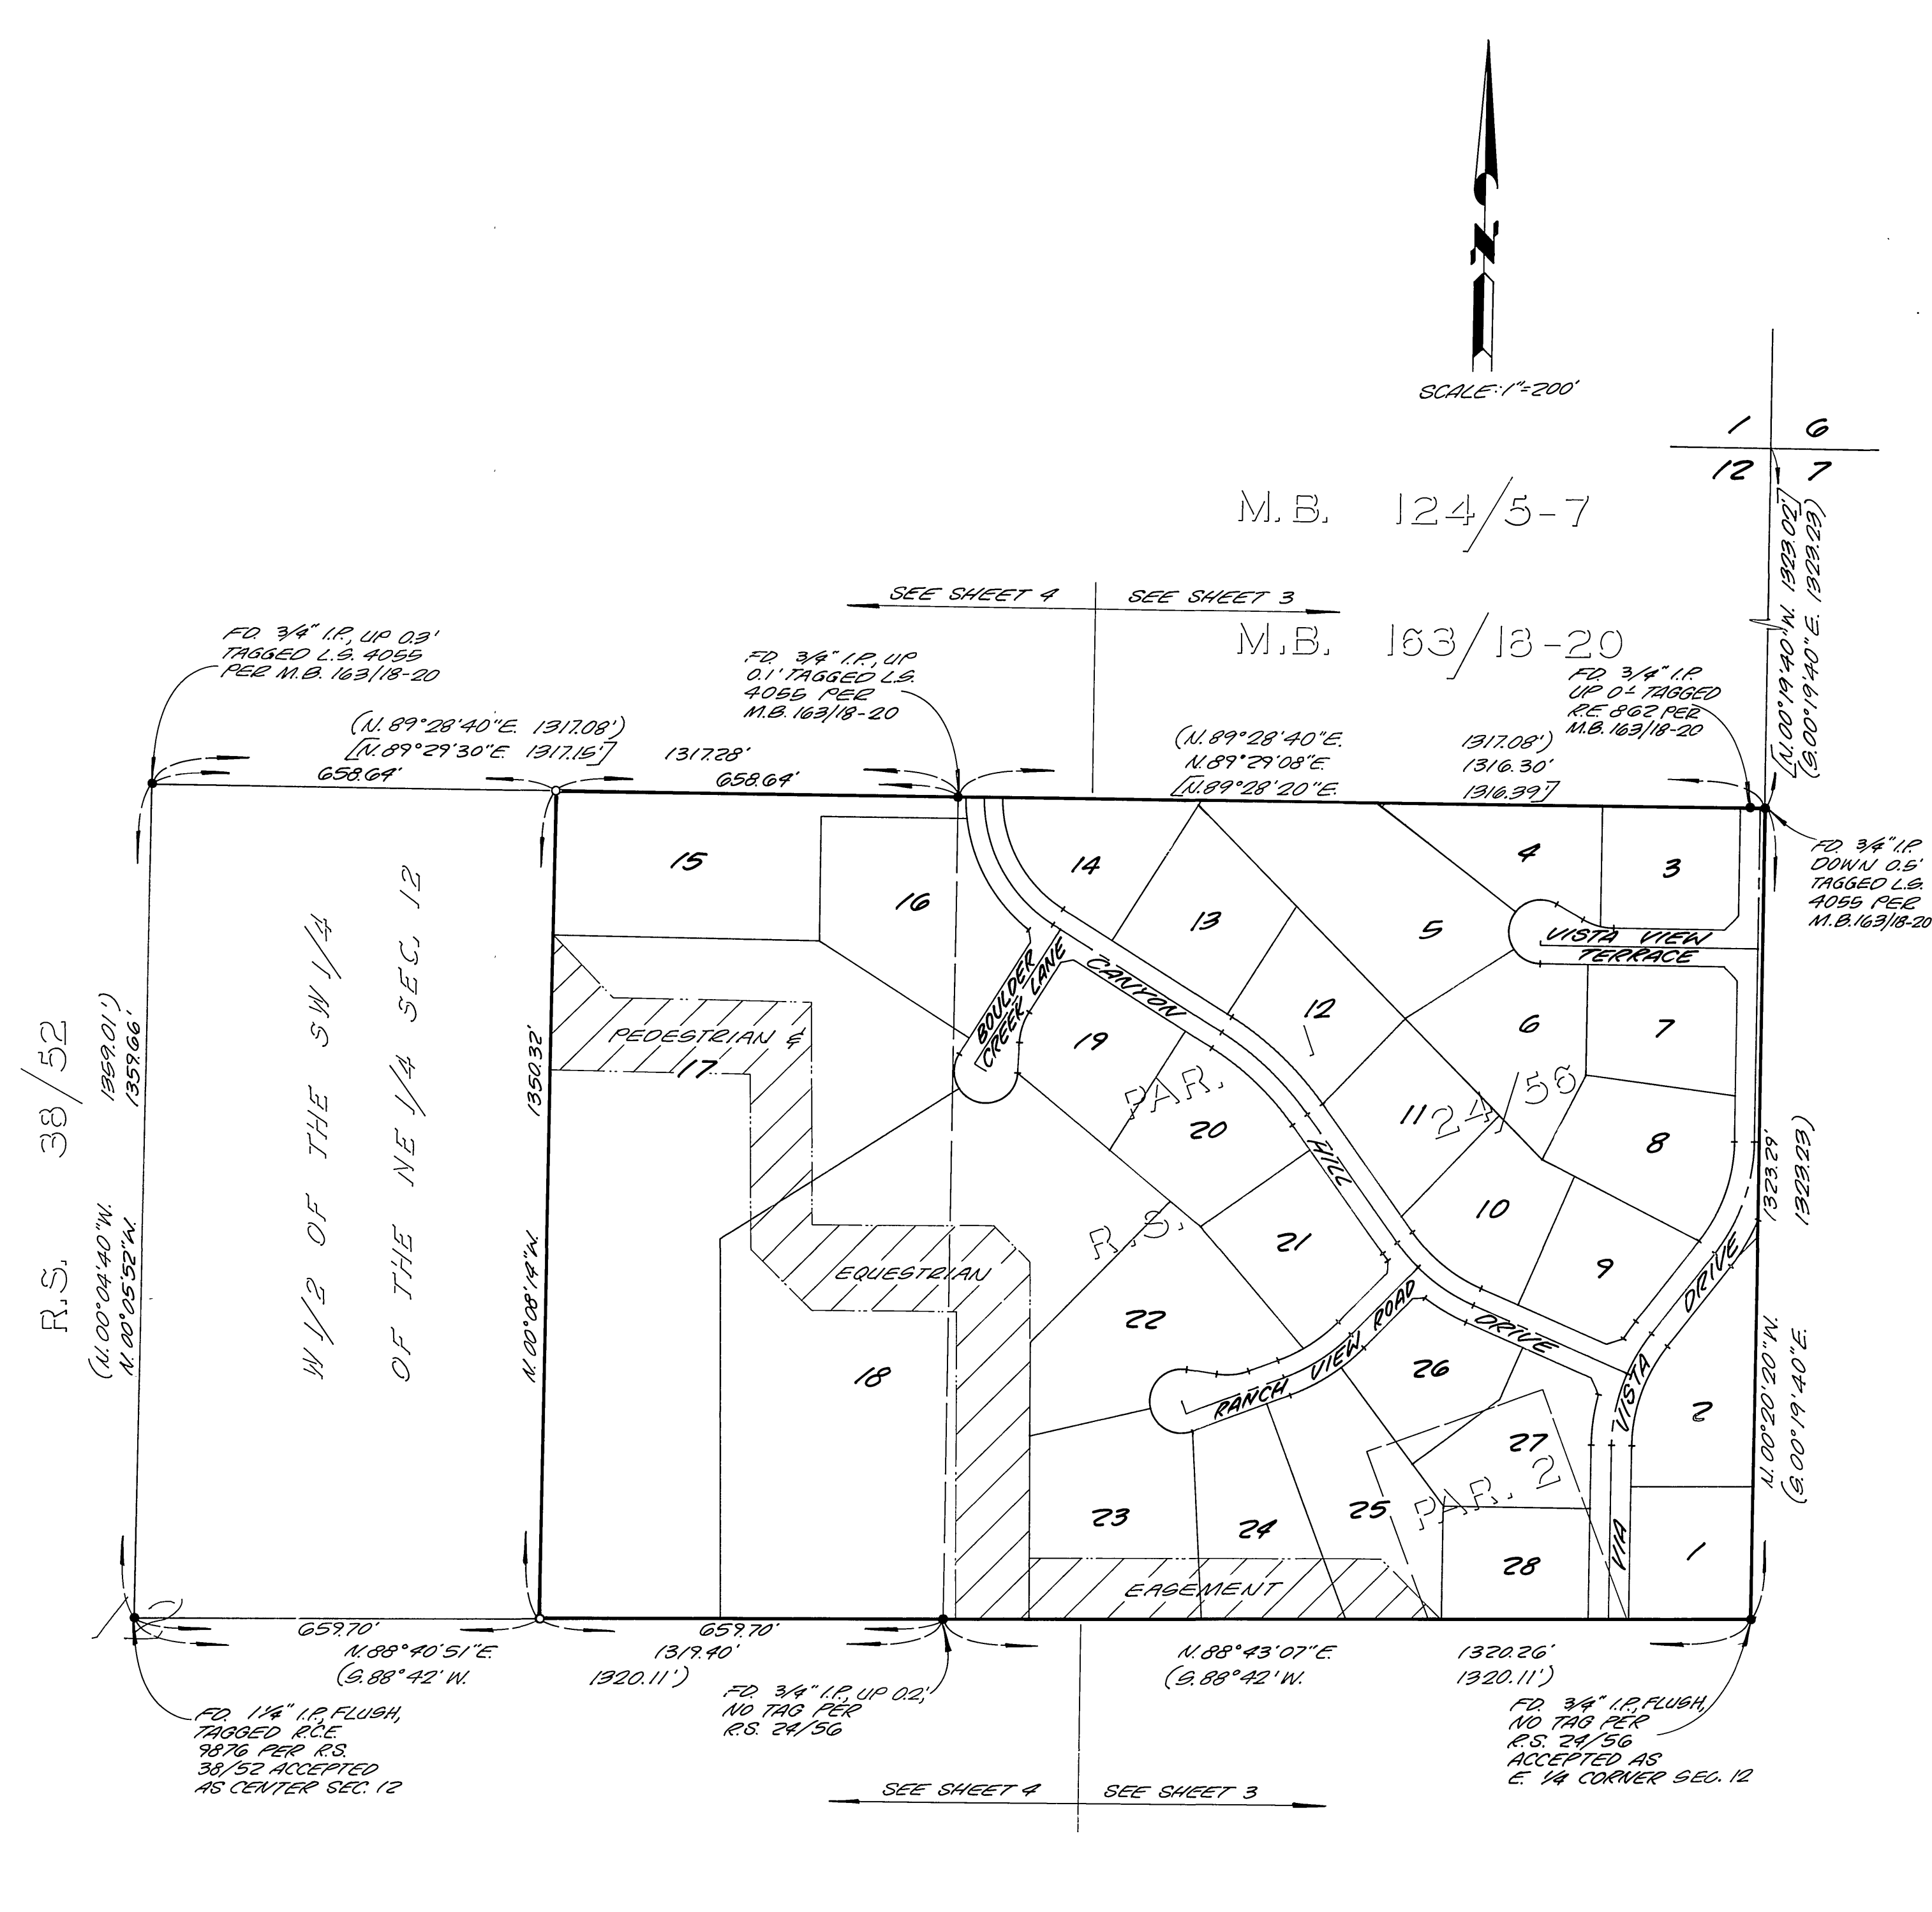 SCALE: 1"=200'
1 6
12 7
M.B. 124/5-7
SEE SHEET 4
SEE SHEET 3
M.B. 163/18-20
[N.00°19'40"W. 1323.02']
(S.00°19'40"E. 1323.23)
FD. 3/4" I.P., UP 0.3'
TAGGED L.S. 4055
PER M.B. 163/18-20
FD. 3/4" I.P., UP
0.1' TAGGED L.S.
4055 PER
M.B. 163/18-20
FD. 3/4" I.P.
UP 0± TAGGED
R.E. 862 PER
M.B. 163/18-20
(N. 89°28'40"E. 1317.08')
[N. 89°29'30"E. 1317.15']
1317.28'
658.64'
658.64'
(N. 89°28'40"E. 1317.08')
N. 89°29'08"E. 1316.30'
[N. 89°28'20"E. 1316.39']
FD. 3/4" I.P.
DOWN 0.5'
TAGGED L.S.
4055 PER
M.B. 163/18-20
R.S. 38/52
(N. 00°04'40"W. 1359.01')
N. 00°05'52"W. 1359.66'
W 1/2 OF THE SW 1/4
OF THE NE 1/4 SEC. 12
N. 00°08'14"W. 1350.32'
15
16
14
13
4
3
5
VISTA VIEW
TERRACE
BOULDER
CREEK LANE
CANYON
12
6
7
PEDESTRIAN &
17
19
PAR. 1
R.S. 24/56
20
11
HILL
8
10
21
9
EQUESTRIAN
22
18
RANCH VIEW ROAD
DRIVE
26
VIA VISTA DRIVE
2
27
PAR. 2
23
24
25
28
1
EASEMENT
1323.29'
1323.23)
N. 00°20'20"W.
(S. 00°19'40"E.
659.70'
659.70'
N. 88°40'51"E. 1319.40'
(S. 88°42'W. 1320.11')
N. 88°43'07"E. 1320.26'
(S. 88°42'W. 1320.11')
FD. 1¼" I.P., FLUSH,
TAGGED R.C.E.
9876 PER R.S.
38/52 ACCEPTED
AS CENTER SEC. 12
FD. 3/4" I.P., UP 0.2,'
NO TAG PER
R.S. 24/56
FD. 3/4" I.P., FLUSH,
NO TAG PER
R.S. 24/56
ACCEPTED AS
E. 1/4 CORNER SEC. 12
SEE SHEET 4
SEE SHEET 3